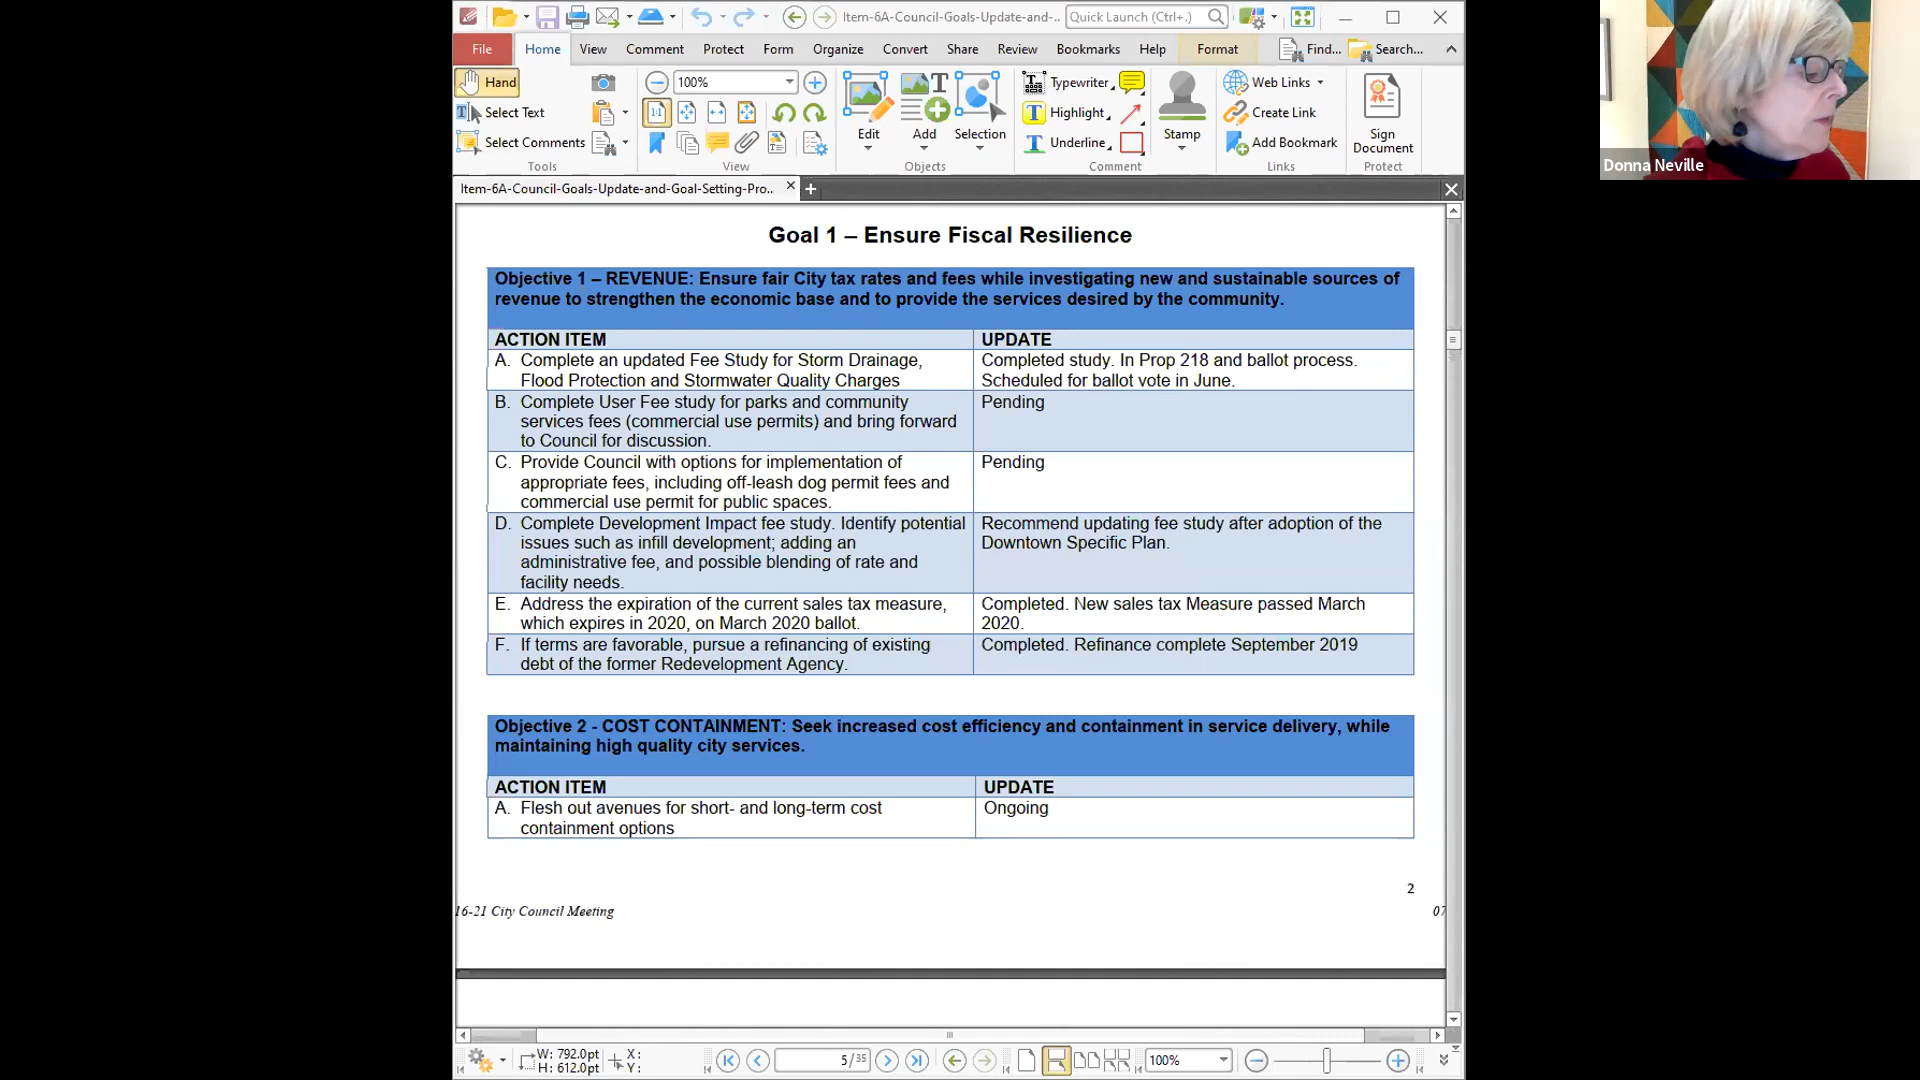 Item-6A-Council-Goals-Update-and-...
Quick Launch (Ctrl+.)
File Home View Comment Protect Form Organize Convert Share Review Bookmarks Help Format Find... Search...
Hand
Select Text
Select Comments
Tools
100%
View
Edit
Add
Selection
Objects
Typewriter
Highlight
Underline
Comment
Stamp
Web Links
Create Link
Add Bookmark
Links
Sign
Document
Protect
Item-6A-Council-Goals-Update-and-Goal-Setting-Pro..
Goal 1 – Ensure Fiscal Resilience
Objective 1 – REVENUE: Ensure fair City tax rates and fees while investigating new and sustainable sources of
revenue to strengthen the economic base and to provide the services desired by the community.
ACTION ITEM
UPDATE
A. Complete an updated Fee Study for Storm Drainage,
Flood Protection and Stormwater Quality Charges
Completed study. In Prop 218 and ballot process.
Scheduled for ballot vote in June.
B. Complete User Fee study for parks and community
services fees (commercial use permits) and bring forward
to Council for discussion.
Pending
C. Provide Council with options for implementation of
appropriate fees, including off-leash dog permit fees and
commercial use permit for public spaces.
Pending
D. Complete Development Impact fee study. Identify potential
issues such as infill development; adding an
administrative fee, and possible blending of rate and
facility needs.
Recommend updating fee study after adoption of the
Downtown Specific Plan.
E. Address the expiration of the current sales tax measure,
which expires in 2020, on March 2020 ballot.
Completed. New sales tax Measure passed March
2020.
F. If terms are favorable, pursue a refinancing of existing
debt of the former Redevelopment Agency.
Completed. Refinance complete September 2019
Objective 2 - COST CONTAINMENT: Seek increased cost efficiency and containment in service delivery, while
maintaining high quality city services.
ACTION ITEM
UPDATE
A. Flesh out avenues for short- and long-term cost
containment options
Ongoing
2
16-21 City Council Meeting
07
W: 792.0pt
H: 612.0pt
X:
Y:
5 / 35
100%
Donna Neville